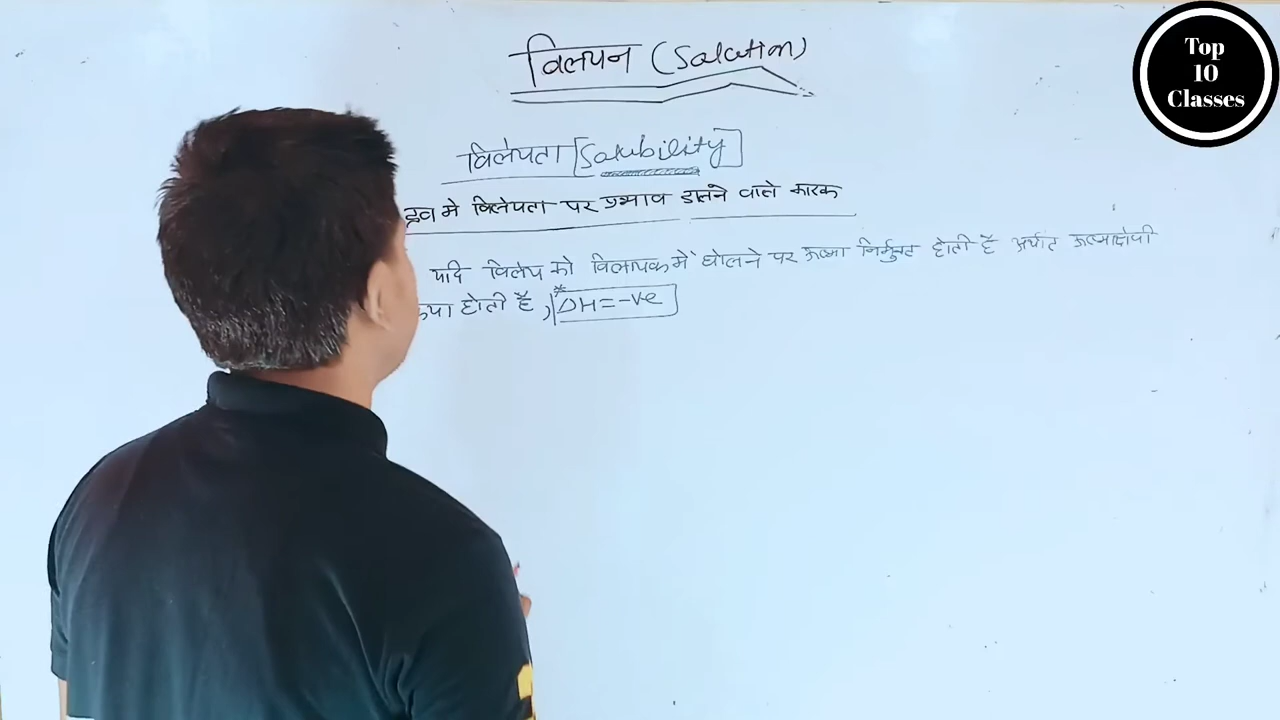 विलयन (Solution)
विलेयता [Solubility]
द्रव मे विलेयता पर प्रभाव डालने वाले कारक
यदि विलेय को विलायक में घोलने पर ऊष्मा निर्मुक्त होती है अर्थात ऊष्माक्षेपी
होती है, ΔH=-ve
Top
10
Classes